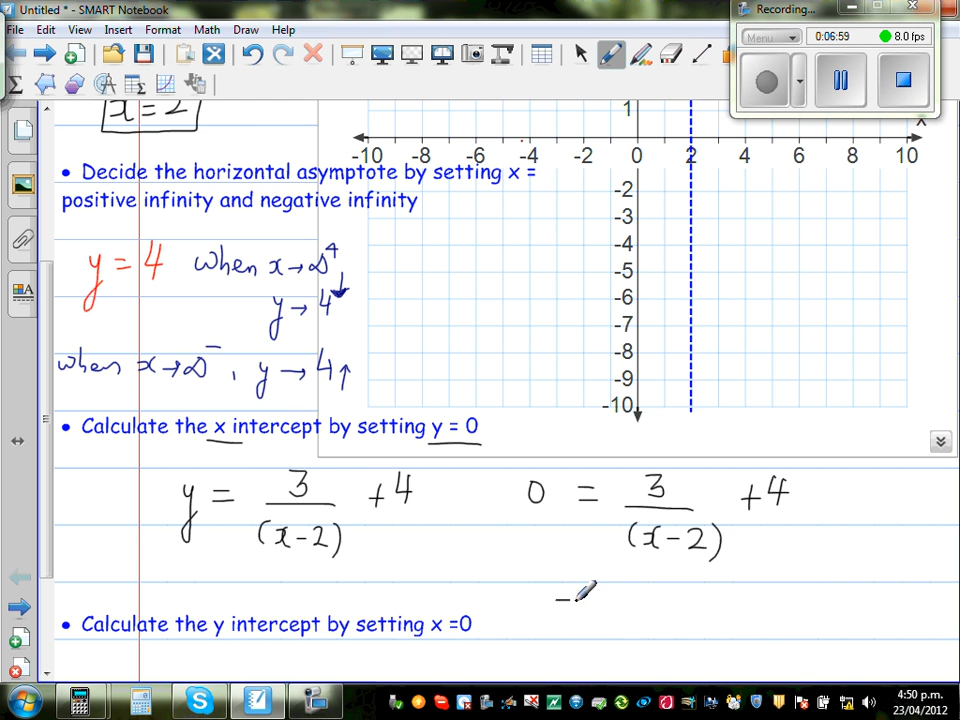 Untitled * - SMART Notebook
Recording...
File Edit View Insert Format Math Draw Help
Menu 0:06:59 8.0 fps
x = 2
1
x
-10 -8 -6 -4 -2 0 2 4 6 8 10
• Decide the horizontal asymptote by setting x =
positive infinity and negative infinity
-2
-3
-4
-5
-6
-7
-8
-9
-10
y = 4 when x → ∞⁺
y → 4 ↓
when x → ∞⁻ , y → 4 ↑
• Calculate the x intercept by setting y = 0
y = 3/(x-2) + 4 0 = 3/(x-2) + 4
–
• Calculate the y intercept by setting x =0
4:50 p.m.
23/04/2012